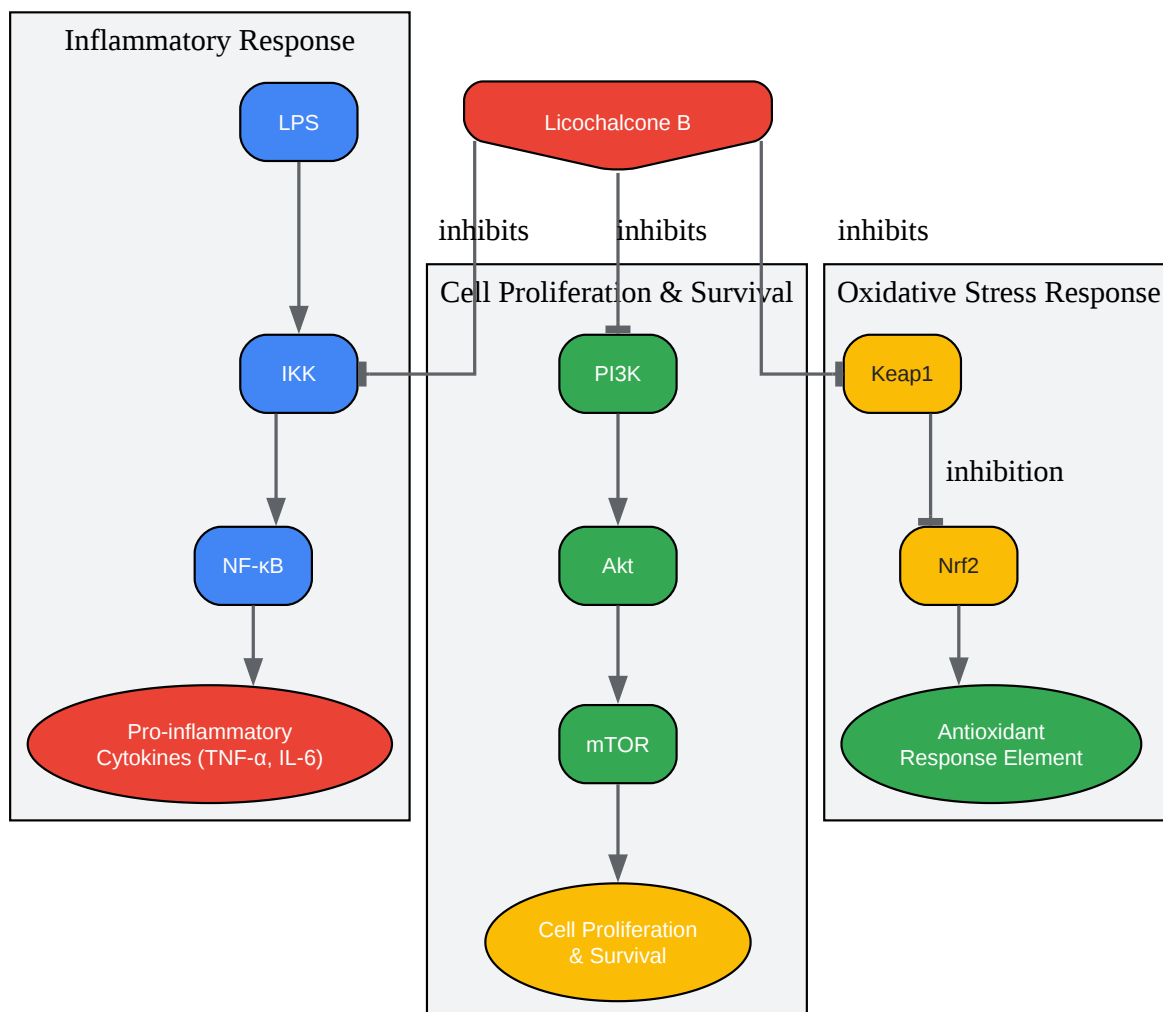 Inflammatory Response
LPS
Licochalcone B
inhibits
inhibits
inhibits
Cell Proliferation & Survival
Oxidative Stress Response
IKK
PI3K
Keap1
inhibition
NF-κB
Akt
Nrf2
Pro-inflammatory
Cytokines (TNF-α, IL-6)
mTOR
Antioxidant
Response Element
Cell Proliferation
& Survival